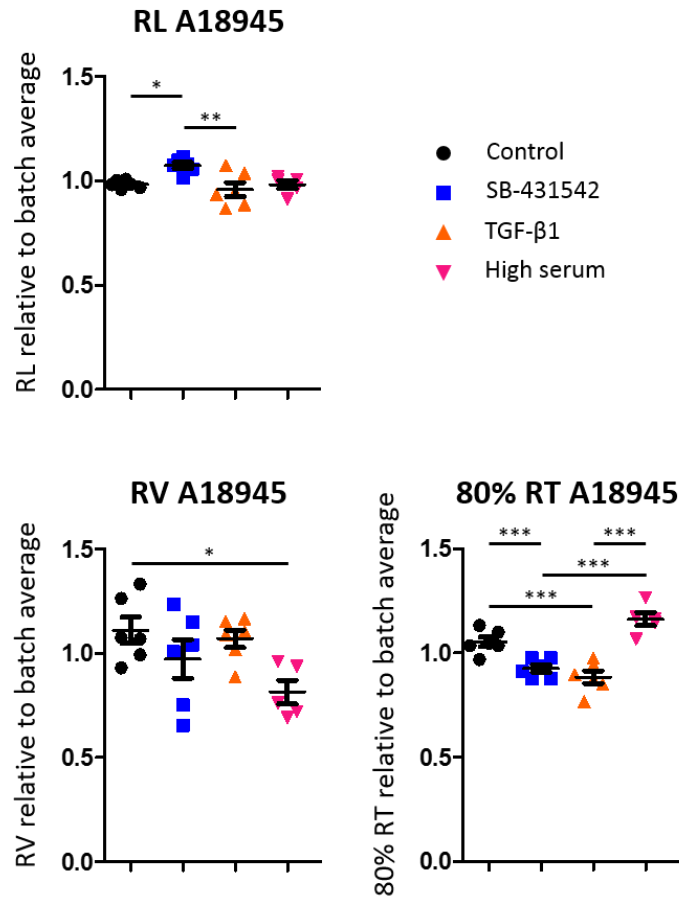 RL A18945
RL relative to batch average
1.5
1.0
0.5
0.0
*
**
Control
SB-431542
TGF-β1
High serum
RV A18945
RV relative to batch average
1.5
1.0
0.5
0.0
*
80% RT A18945
80% RT relative to batch average
1.5
1.0
0.5
0.0
***
***
***
***